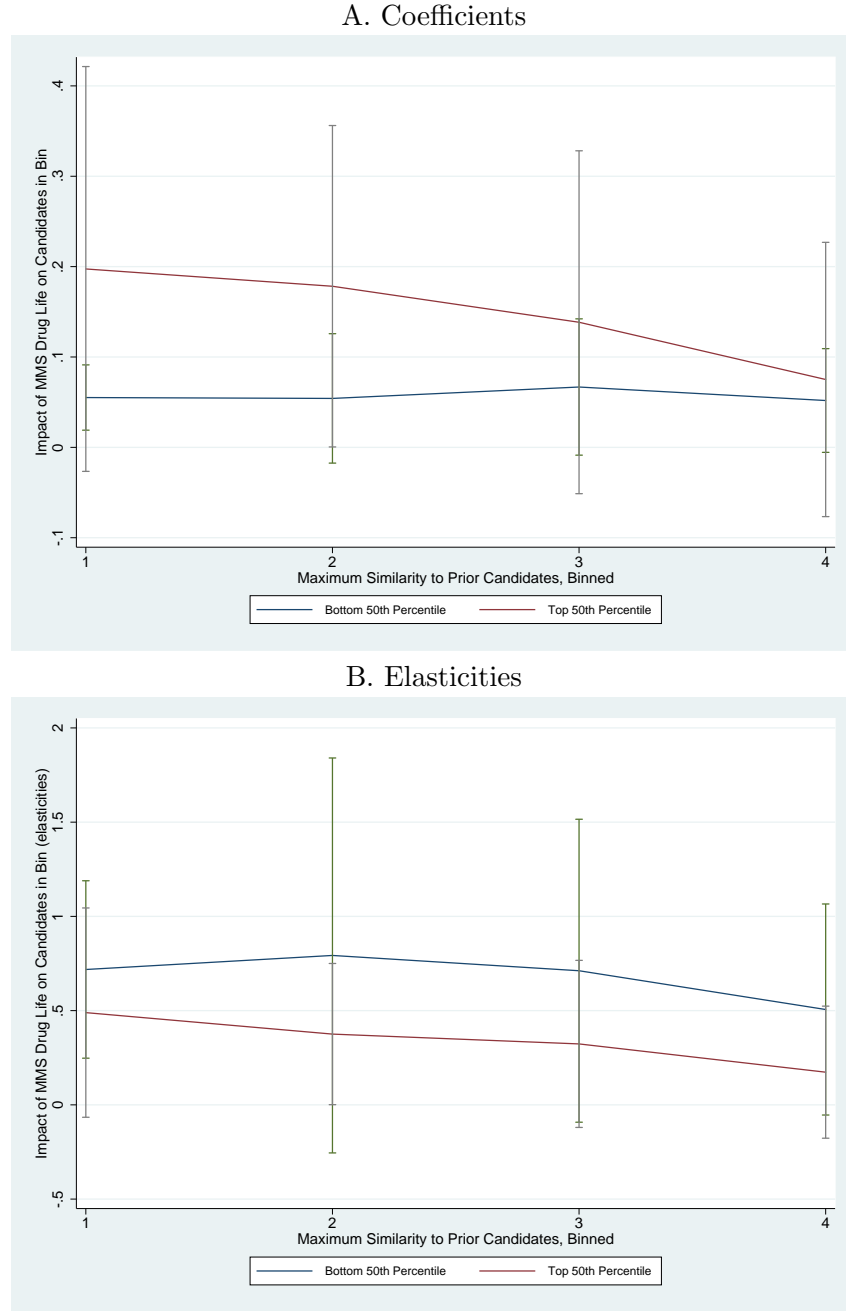 A. Coefficients
Impact of MMS Drug Life on Candidates in Bin
.4
.3
.2
.1
0
-.1
1 2 3 4
Maximum Similarity to Prior Candidates, Binned
Bottom 50th Percentile Top 50th Percentile
B. Elasticities
Impact of MMS Drug Life on Candidates in Bin (elasticities)
2
1.5
1
.5
0
-.5
1 2 3 4
Maximum Similarity to Prior Candidates, Binned
Bottom 50th Percentile Top 50th Percentile